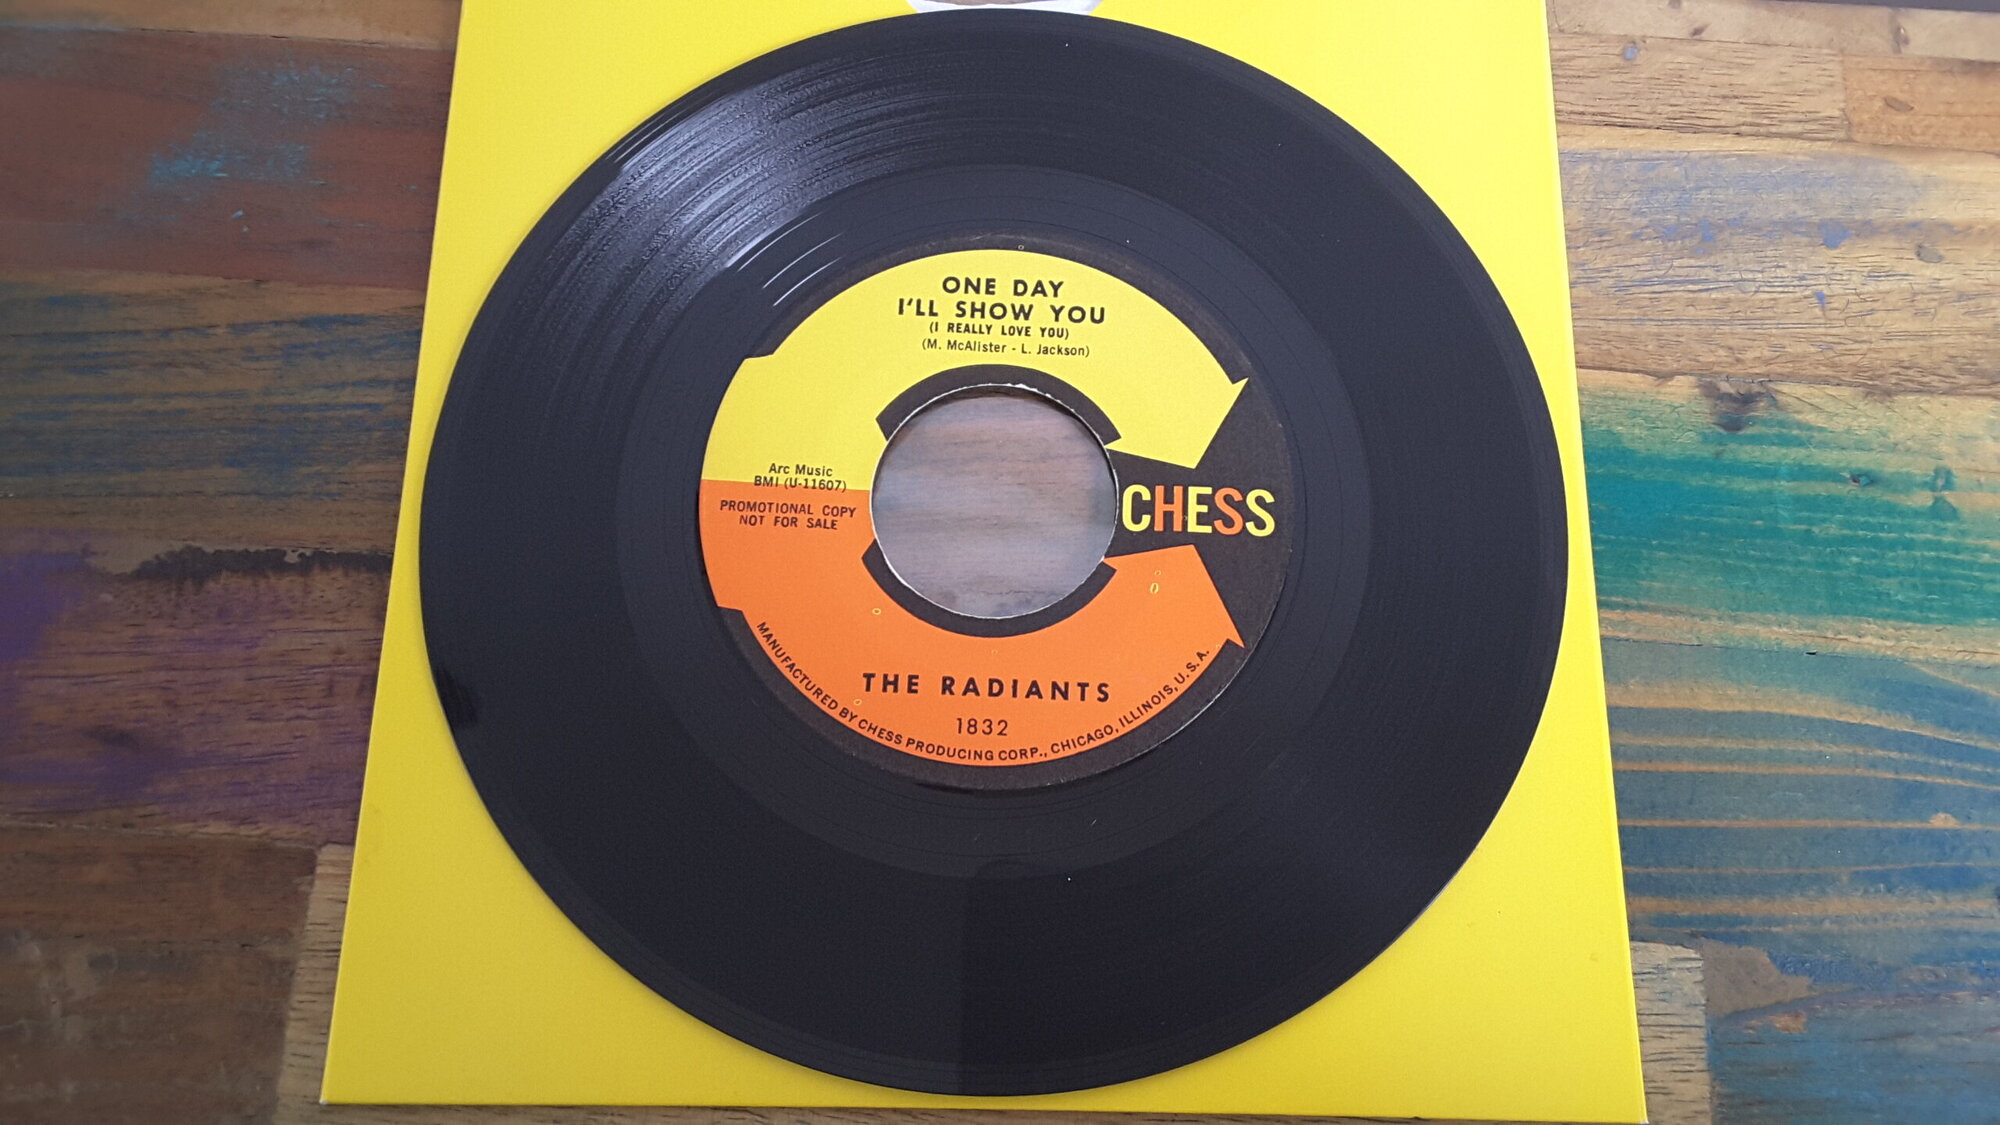 ONE DAY
I'LL SHOW YOU
(I REALLY LOVE YOU)
(M. McAlister - L. Jackson)
Arc Music
BMI (U-11607)
PROMOTIONAL COPY
NOT FOR SALE
CHESS
THE RADIANTS
1832
MANUFACTURED BY CHESS PRODUCING CORP., CHICAGO, ILLINOIS, U.S.A.